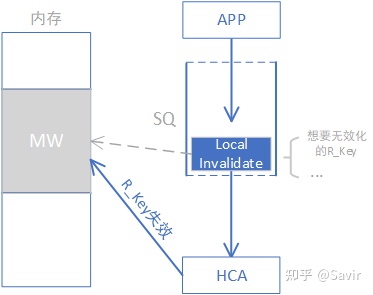 内存
APP
SQ
MW
Local
Invalidate
想要无效化
的R_Key
...
R_Key失效
HCA
知乎 @Savir